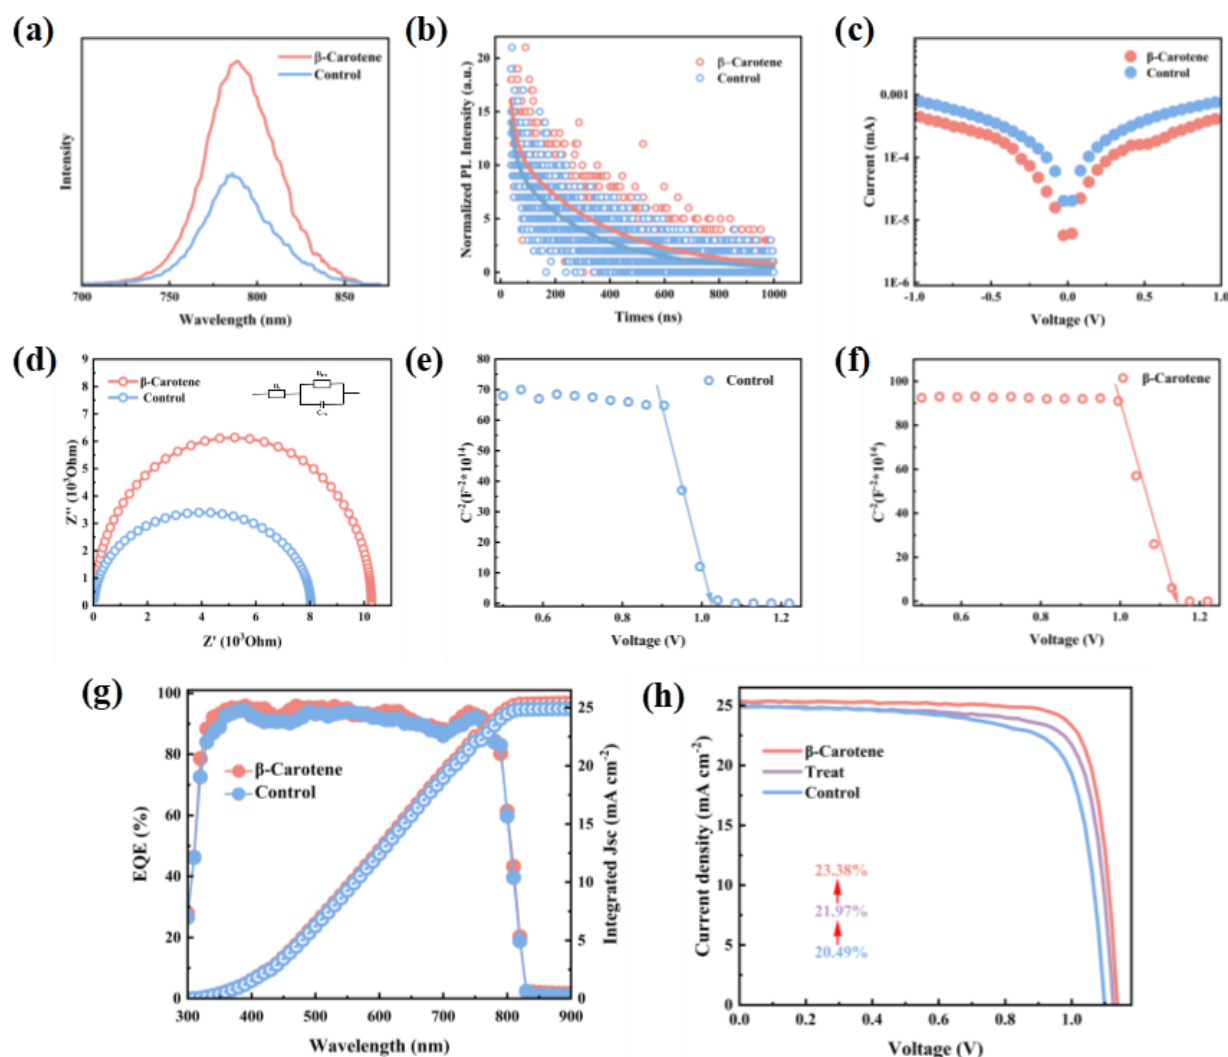 (a)
β-Carotene
Control
Intensity
700 750 800 850
Wavelength (nm)
(b)
β-Carotene
Control
Normalized PL Intensity (a.u.)
20
15
10
5
0
0 200 400 600 800 1000
Times (ns)
(c)
β-Carotene
Control
Current (mA)
0.001
1E-4
1E-5
1E-6
-1.0 -0.5 0.0 0.5 1.0
Voltage (V)
(d)
β-Carotene
Control
Z'' (10³Ohm)
9
8
7
6
5
4
3
2
1
0
0 2 4 6 8 10
Z' (10³Ohm)
(e)
Control
C⁻²(F⁻²*10¹⁴)
80
70
60
50
40
30
20
10
0
0.6 0.8 1.0 1.2
Voltage (V)
(f)
β-Carotene
C⁻²(F⁻²*10¹⁴)
100
80
60
40
20
0
0.6 0.8 1.0 1.2
Voltage (V)
(g)
β-Carotene
Control
EQE (%)
100
80
60
40
20
0
Integrated Jsc (mA cm⁻²)
25
20
15
10
5
0
300 400 500 600 700 800 900
Wavelength (nm)
(h)
β-Carotene
Treat
Control
23.38%
21.97%
20.49%
Current density (mA cm⁻²)
25
20
15
10
5
0
0.0 0.2 0.4 0.6 0.8 1.0
Voltage (V)